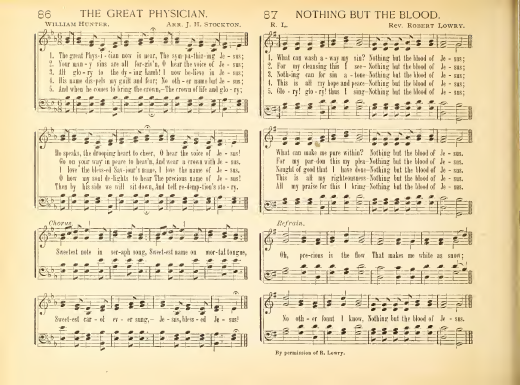 86 THE GREAT PHYSICIAN.
WILLIAM HUNTER. ARR. J. H. STOCKTON.
1. The great Phys-i-cian now is near, The sym-pa-thiz-ing Je-sus;
2. Your man-y sins are all for-giv'n, O hear the voice of Je-sus;
3. All glo-ry to the dy-ing Lamb! I now be-lieve in Je-sus;
4. His name dis-pels my guilt and fear, No oth-er name but Je-sus;
5. And when he comes to bring the crown,—The crown of life and glo-ry;
He speaks, the drooping heart to cheer, O hear the voice of Je-sus!
Go on your way in peace to heav'n, And wear a crown with Je-sus.
I love the bless-ed Sav-iour's name, I love the name of Je-sus.
O how my soul de-lights to hear The precious name of Je-sus!
Then by his side we will sit down, And tell re-demp-tion's sto-ry.
Chorus.
Sweetest note in ser-aph song, Sweetest name on mor-tal tongue,
Sweet-est car-ol ev-er sung,— Je-sus, bless-ed Je-sus!
87 NOTHING BUT THE BLOOD.
R. L. REV. ROBERT LOWRY.
1. What can wash a-way my sin? Nothing but the blood of Je-sus;
2. For my cleansing this I see— Nothing but the blood of Je-sus;
3. Noth-ing can for sin a-tone— Nothing but the blood of Je-sus;
4. This is all my hope and peace—Nothing but the blood of Je-sus;
5. Glo-ry! glo-ry! thus I sing—Nothing but the blood of Je-sus;
What can make me pure within? Nothing but the blood of Je-sus.
For my par-don this my plea—Nothing but the blood of Je-sus.
Naught of good that I have done—Nothing but the blood of Je-sus.
This is all my righteousness—Nothing but the blood of Je-sus.
All my praise for this I bring—Nothing but the blood of Je-sus.
Refrain.
Oh, pre-cious is the flow That makes me white as snow;
No oth-er fount I know, Nothing but the blood of Je-sus.
By permission of R. Lowry.